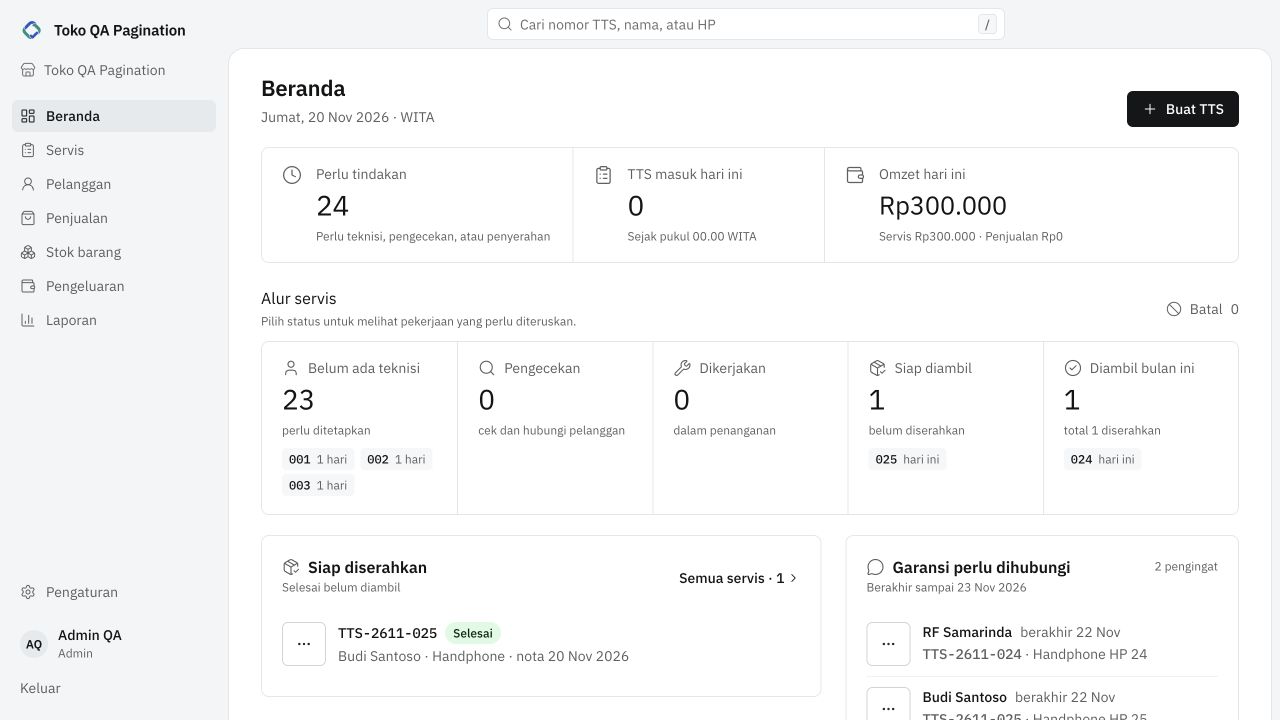 Toko QA Pagination
Cari nomor TTS, nama, atau HP
/
Toko QA Pagination
Beranda
Servis
Pelanggan
Penjualan
Stok barang
Pengeluaran
Laporan
Pengaturan
AQ
Admin QA
Admin
Keluar
Beranda
Jumat, 20 Nov 2026 · WITA
Buat TTS
Perlu tindakan
24
Perlu teknisi, pengecekan, atau penyerahan
TTS masuk hari ini
0
Sejak pukul 00.00 WITA
Omzet hari ini
Rp300.000
Servis Rp300.000 · Penjualan Rp0
Alur servis
Pilih status untuk melihat pekerjaan yang perlu diteruskan.
Batal 0
Belum ada teknisi
23
perlu ditetapkan
001 1 hari 002 1 hari
003 1 hari
Pengecekan
0
cek dan hubungi pelanggan
Dikerjakan
0
dalam penanganan
Siap diambil
1
belum diserahkan
025 hari ini
Diambil bulan ini
1
total 1 diserahkan
024 hari ini
Siap diserahkan
Selesai belum diambil
Semua servis · 1
TTS-2611-025 Selesai
Budi Santoso · Handphone · nota 20 Nov 2026
Garansi perlu dihubungi
2 pengingat
Berakhir sampai 23 Nov 2026
RF Samarinda berakhir 22 Nov
TTS-2611-024 · Handphone HP 24
Budi Santoso berakhir 22 Nov
TTS-2611-025 · Handphone HP 25